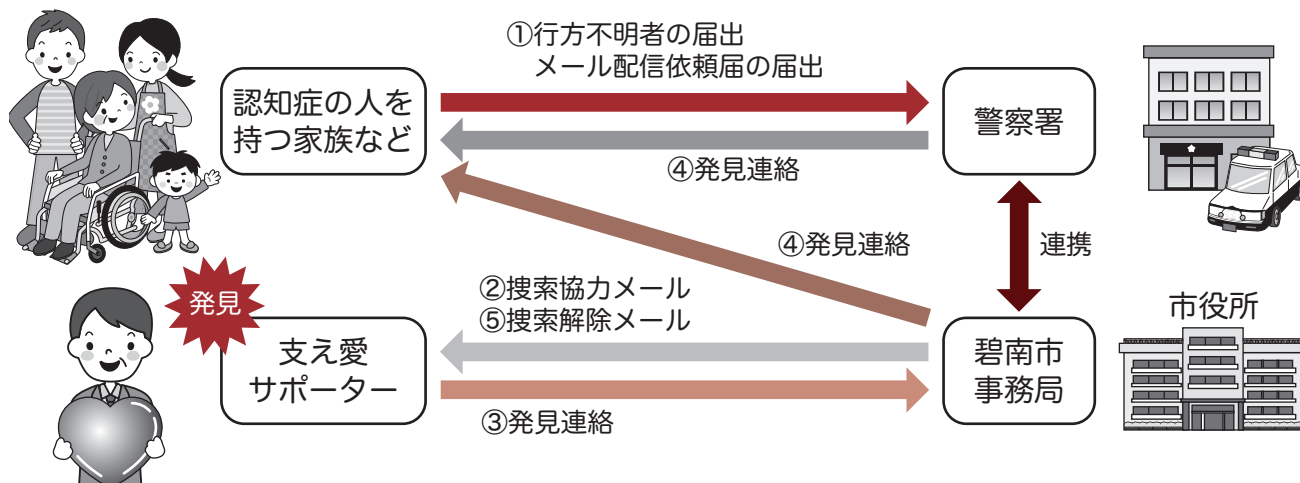 ①行方不明者の届出
メール配信依頼届の届出
認知症の人を
持つ家族など
警察署
④発見連絡
④発見連絡
連携
発見
②捜索協力メール
⑤捜索解除メール
市役所
支え愛
サポーター
碧南市
事務局
③発見連絡